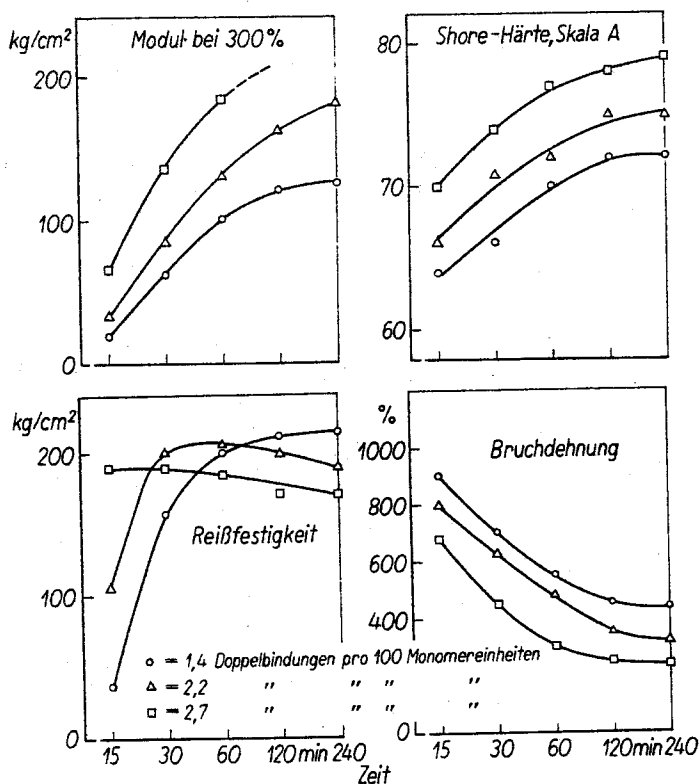 kg/cm²
Modul bei 300%
200
100
0
Shore-Härte, Skala A
80
70
60
kg/cm²
200
100
0
Reißfestigkeit
%
1000
800
600
400
200
0
Bruchdehnung
○ = 1,4 Doppelbindungen pro 100 Monomereinheiten
△ = 2,2 " " " "
□ = 2,7 " " " "
15 30 60 120 min 240
15 30 60 120 min 240
Zeit